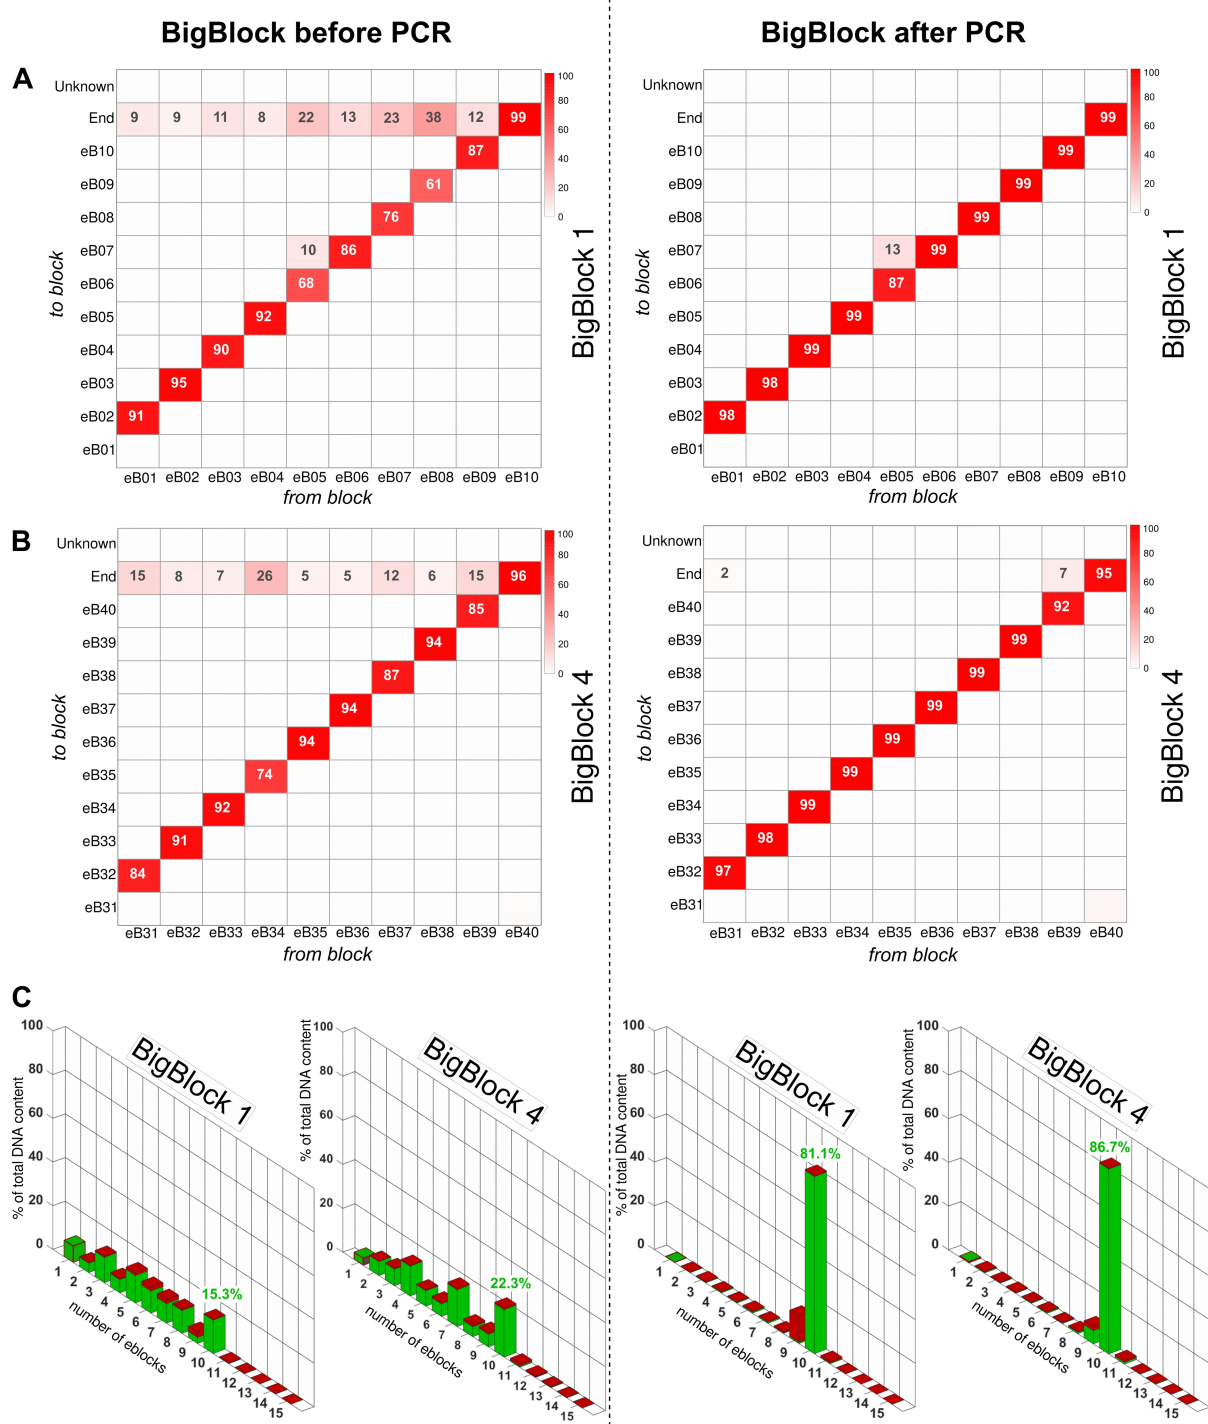 BigBlock before PCR
BigBlock after PCR
A
Unknown
End 9 9 11 8 22 13 23 38 12 99
eB10 87
eB09 61
eB08 76
eB07 10 86
eB06 68
eB05 92
eB04 90
eB03 95
eB02 91
eB01
eB01 eB02 eB03 eB04 eB05 eB06 eB07 eB08 eB09 eB10
from block
to block
100
80
60
40
20
0
BigBlock 1
Unknown
End 99
eB10 99
eB09 99
eB08 99
eB07 13 99
eB06 87
eB05 99
eB04 99
eB03 98
eB02 98
eB01
eB01 eB02 eB03 eB04 eB05 eB06 eB07 eB08 eB09 eB10
from block
to block
100
80
60
40
20
0
BigBlock 1
B
Unknown
End 15 8 7 26 5 5 12 6 15 96
eB40 85
eB39 94
eB38 87
eB37 94
eB36 94
eB35 74
eB34 92
eB33 91
eB32 84
eB31
eB31 eB32 eB33 eB34 eB35 eB36 eB37 eB38 eB39 eB40
from block
to block
100
80
60
40
20
0
BigBlock 4
Unknown
End 2 7 95
eB40 92
eB39 99
eB38 99
eB37 99
eB36 99
eB35 99
eB34 99
eB33 98
eB32 97
eB31
eB31 eB32 eB33 eB34 eB35 eB36 eB37 eB38 eB39 eB40
from block
to block
100
80
60
40
20
0
BigBlock 4
C
BigBlock 1
% of total DNA content
100
80
60
40
20
0
15.3%
1 2 3 4 5 6 7 8 9 10 11 12 13 14 15
number of eblocks
BigBlock 4
% of total DNA content
100
80
60
40
20
0
22.3%
1 2 3 4 5 6 7 8 9 10 11 12 13 14 15
number of eblocks
BigBlock 1
% of total DNA content
100
80
60
40
20
0
81.1%
1 2 3 4 5 6 7 8 9 10 11 12 13 14 15
number of eblocks
BigBlock 4
% of total DNA content
100
80
60
40
20
0
86.7%
1 2 3 4 5 6 7 8 9 10 11 12 13 14 15
number of eblocks